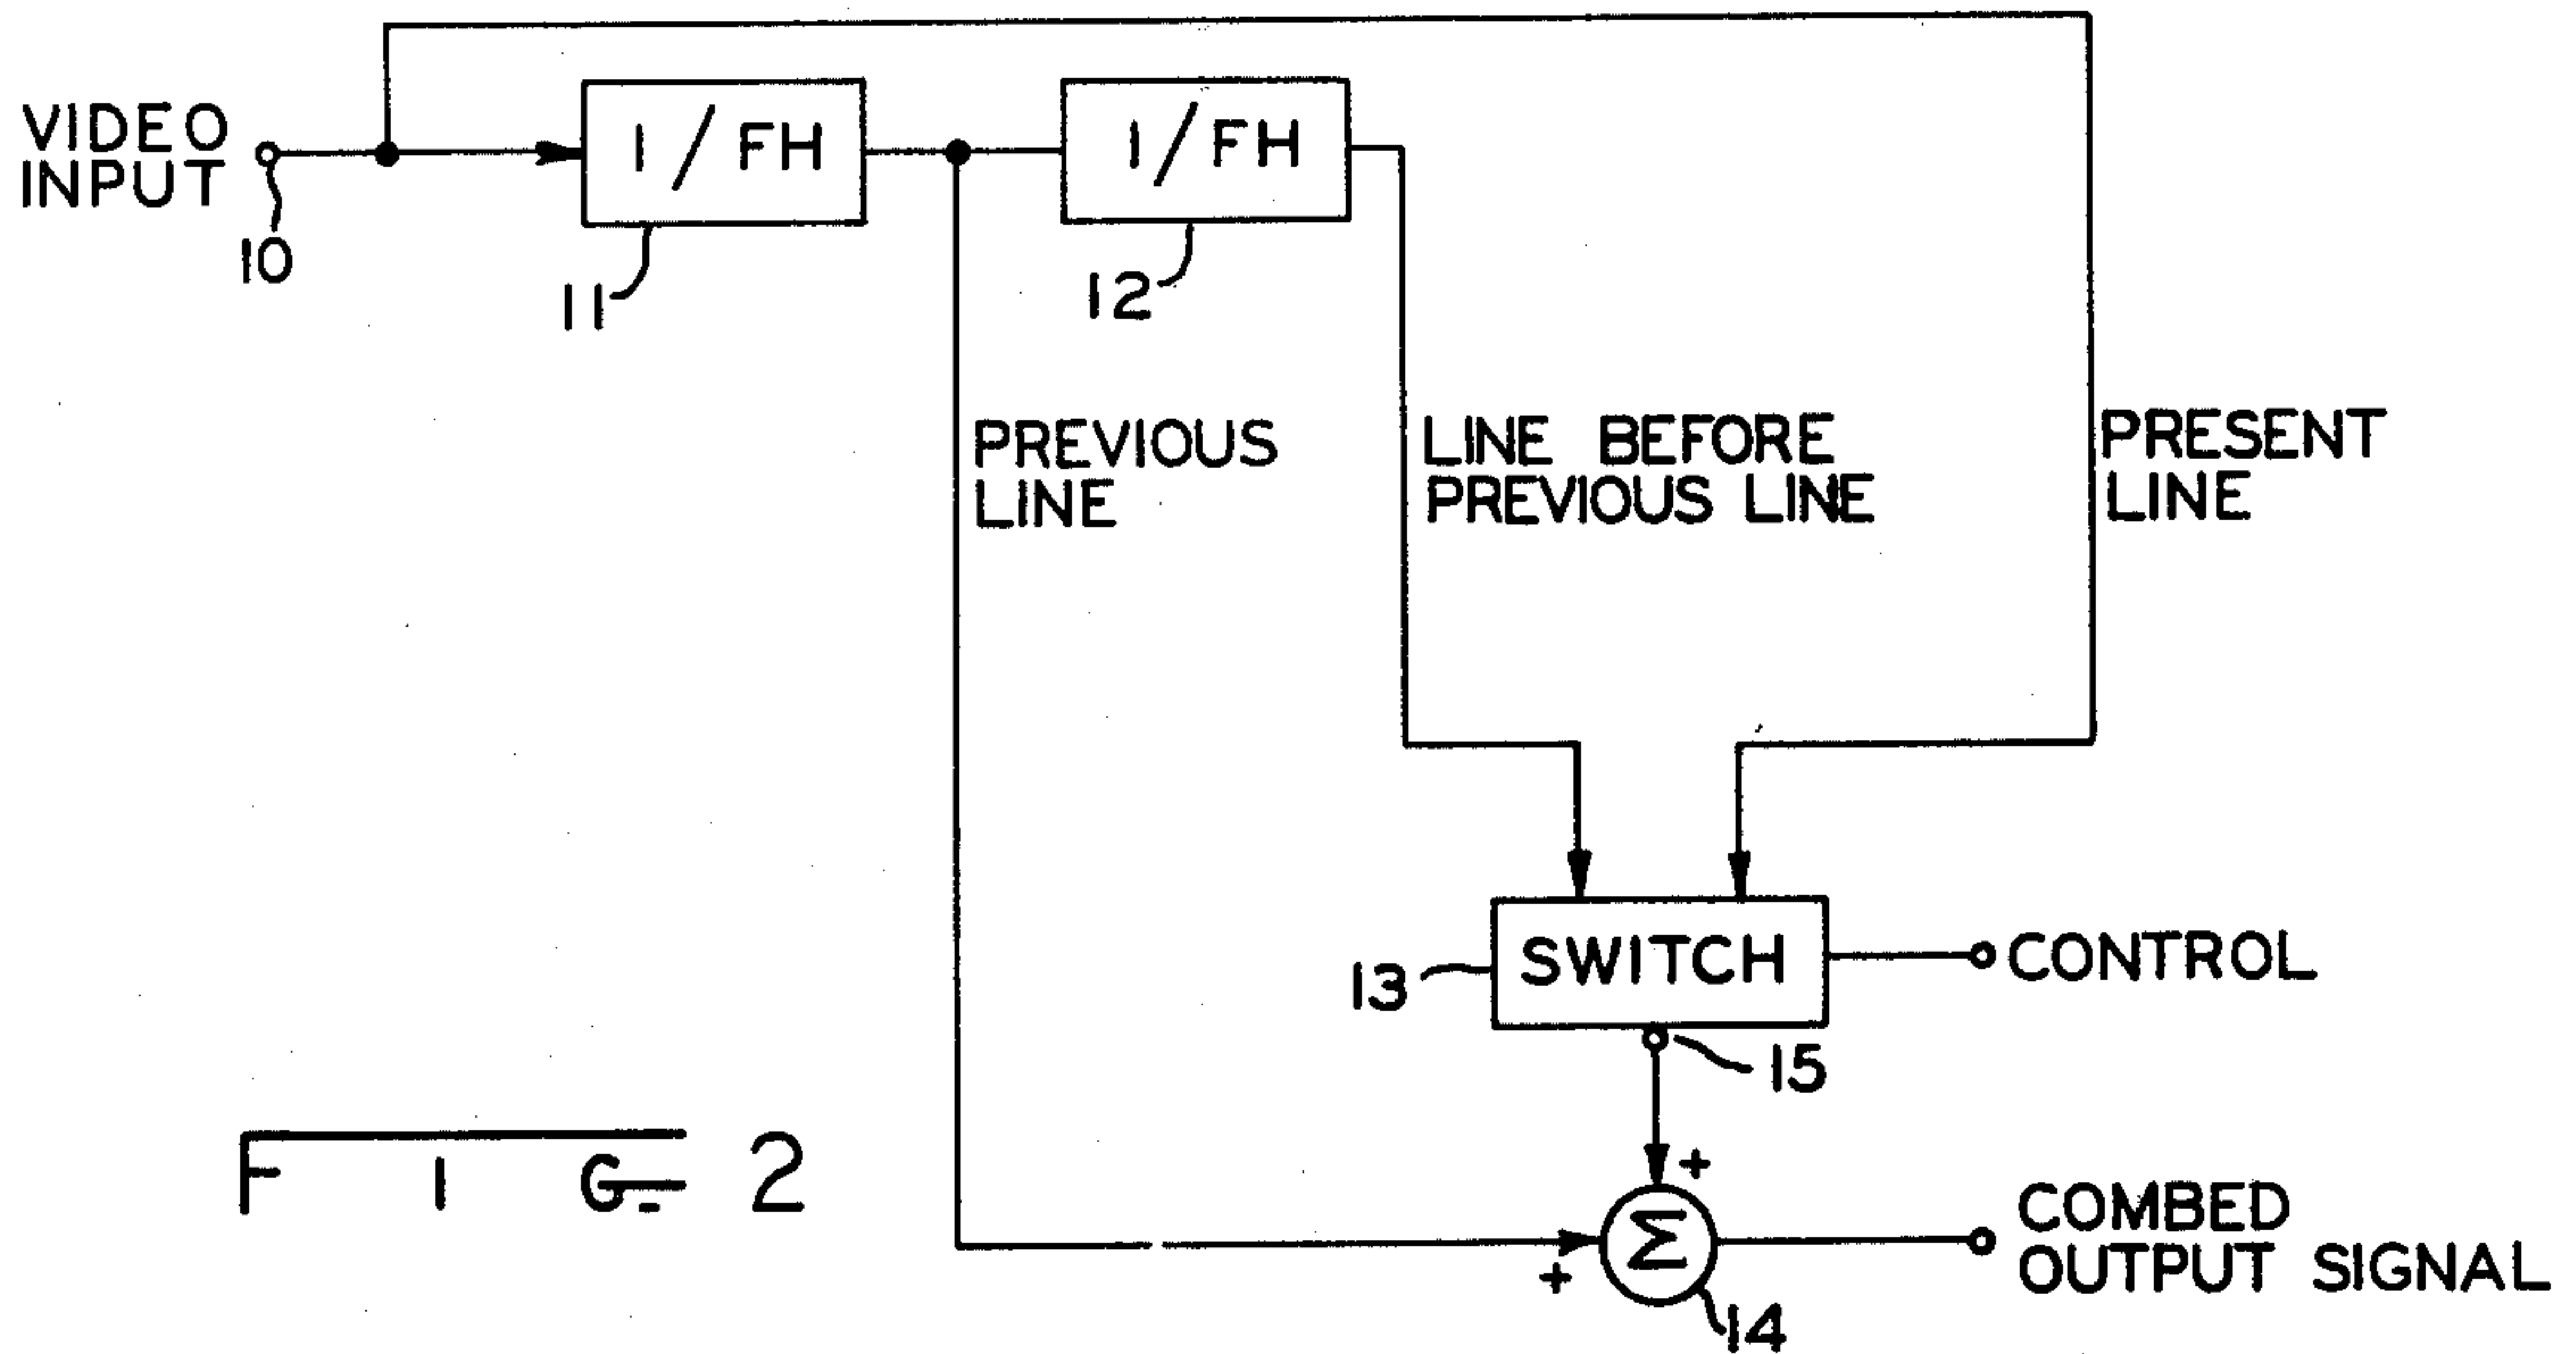 VIDEO
INPUT
10
1/FH
11
1/FH
12
PREVIOUS
LINE
LINE BEFORE
PREVIOUS LINE
PRESENT
LINE
SWITCH
13
CONTROL
15
+
+
Σ
14
COMBED
OUTPUT SIGNAL
FIG_ 2